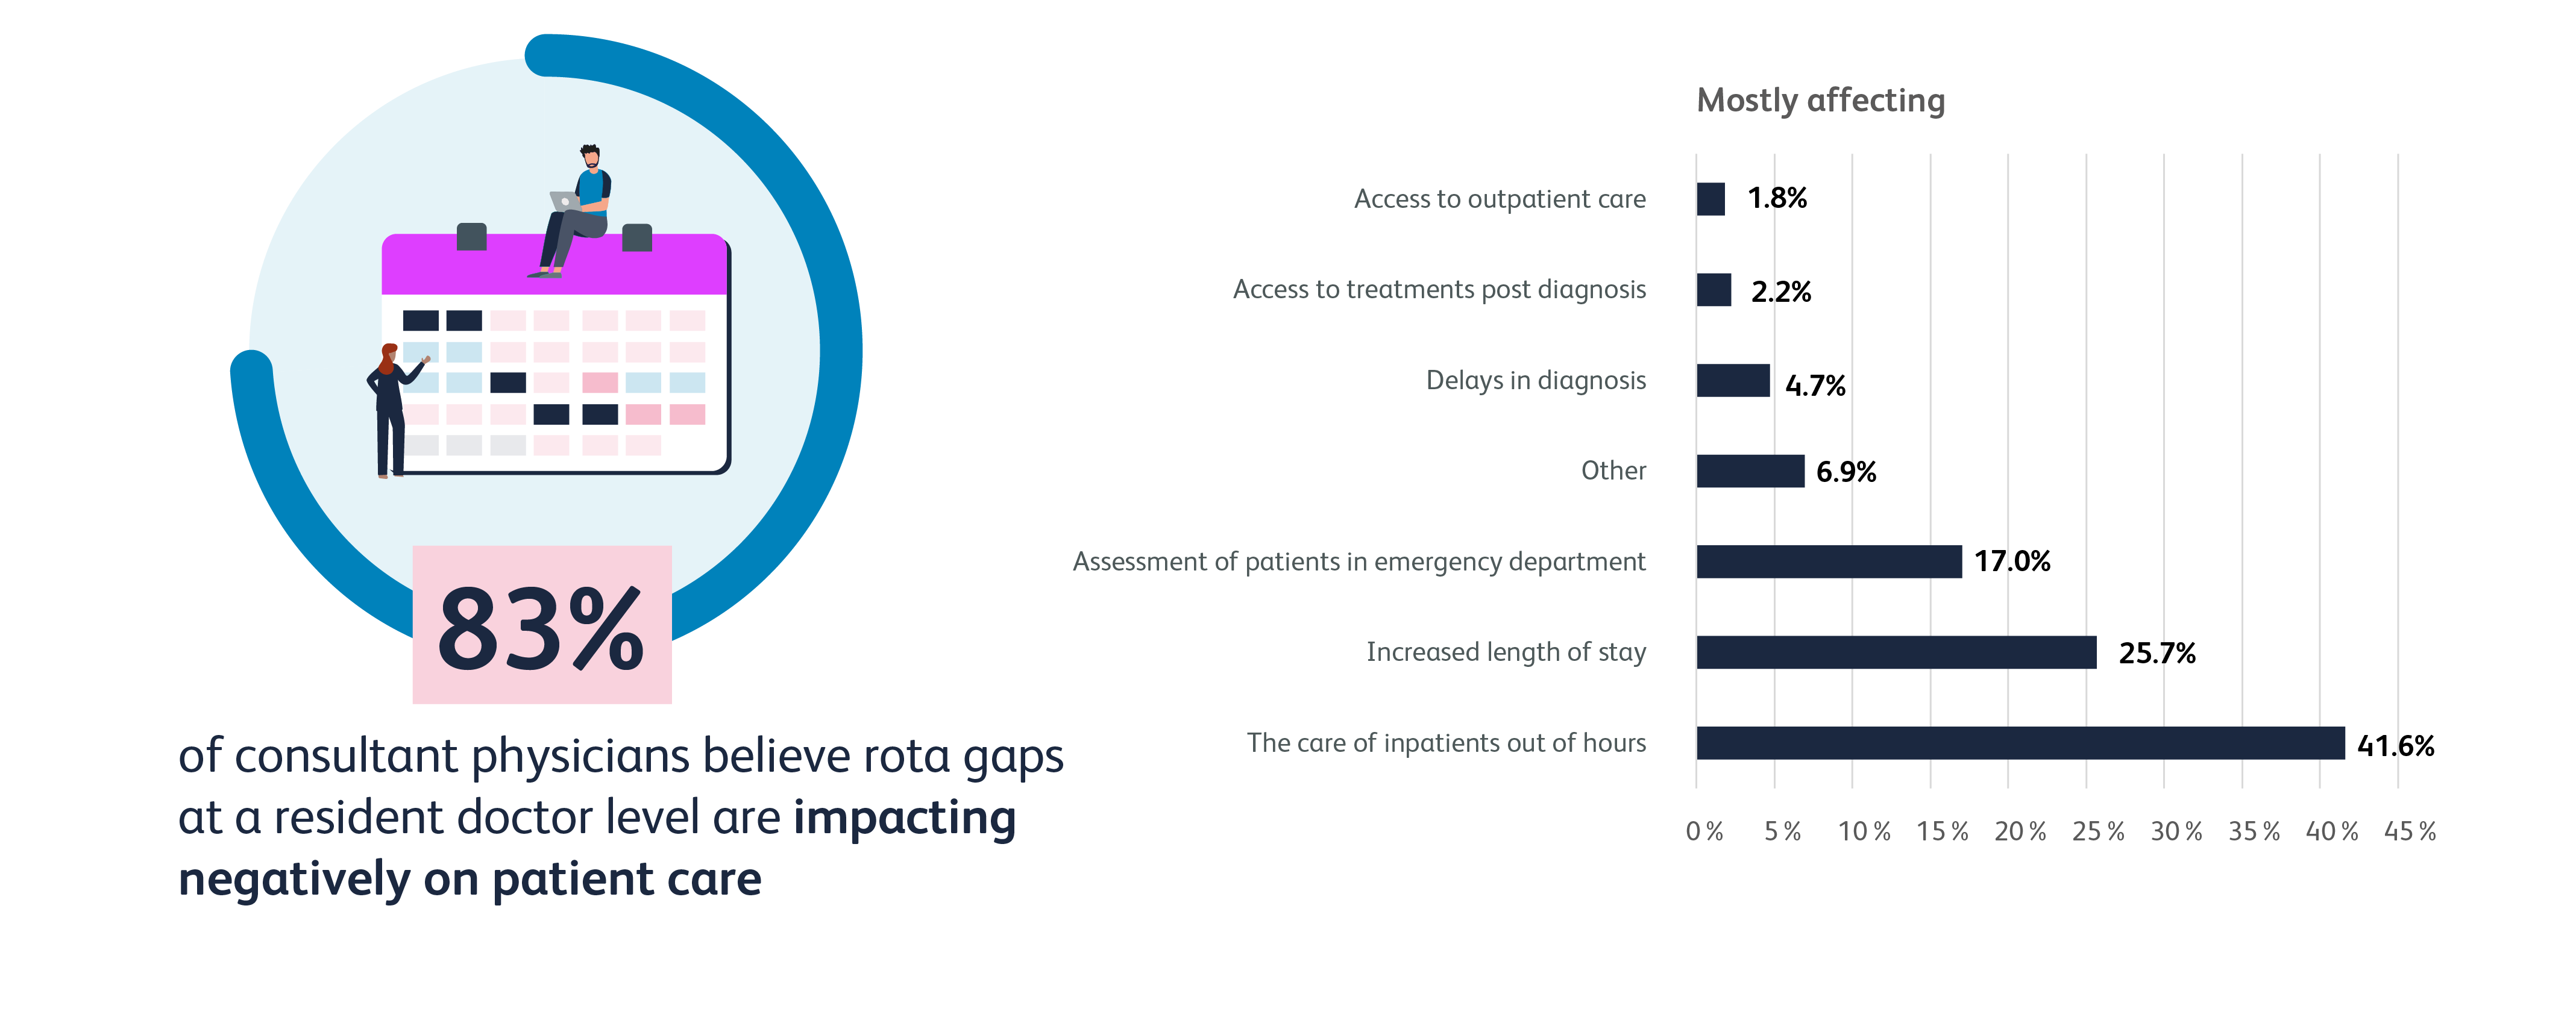 83%
of consultant physicians believe rota gaps
at a resident doctor level are impacting
negatively on patient care
Mostly affecting
Access to outpatient care 1.8%
Access to treatments post diagnosis 2.2%
Delays in diagnosis 4.7%
Other 6.9%
Assessment of patients in emergency department 17.0%
Increased length of stay 25.7%
The care of inpatients out of hours 41.6%
0 % 5 % 10 % 15 % 20 % 25 % 30 % 35 % 40 % 45 %